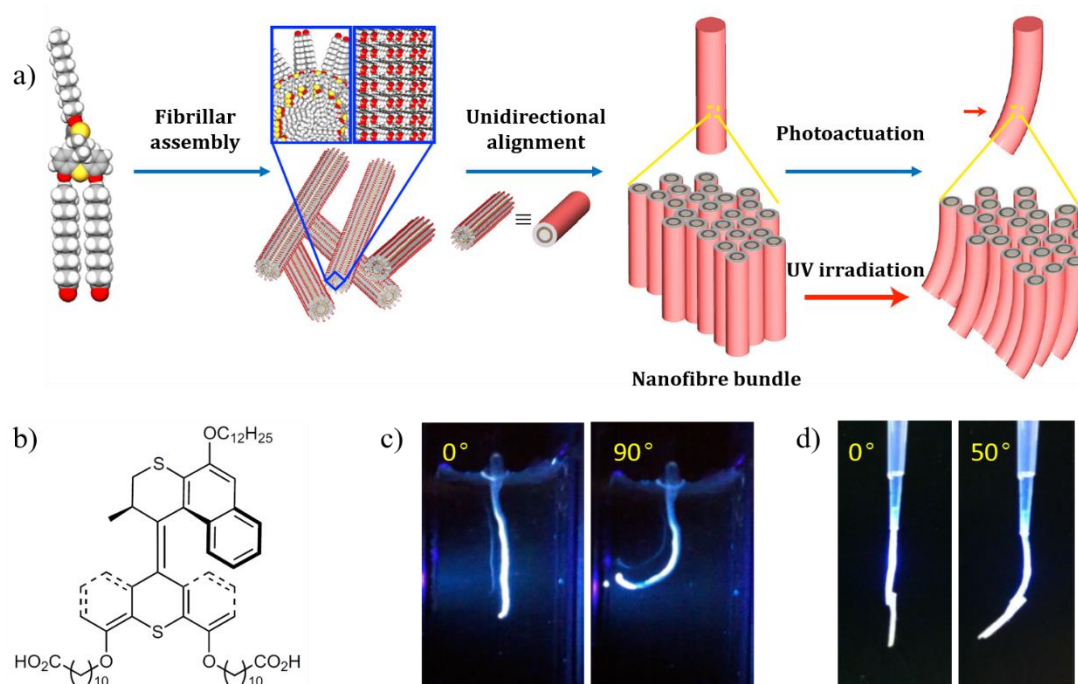 a)
Fibrillar
assembly
Unidirectional
alignment
≡
Photoactuation
UV irradiation
Nanofibre bundle
b)
OC12H25
S
S
HO2C
O
10
O
CO2H
10
c)
0°
90°
d)
0°
50°